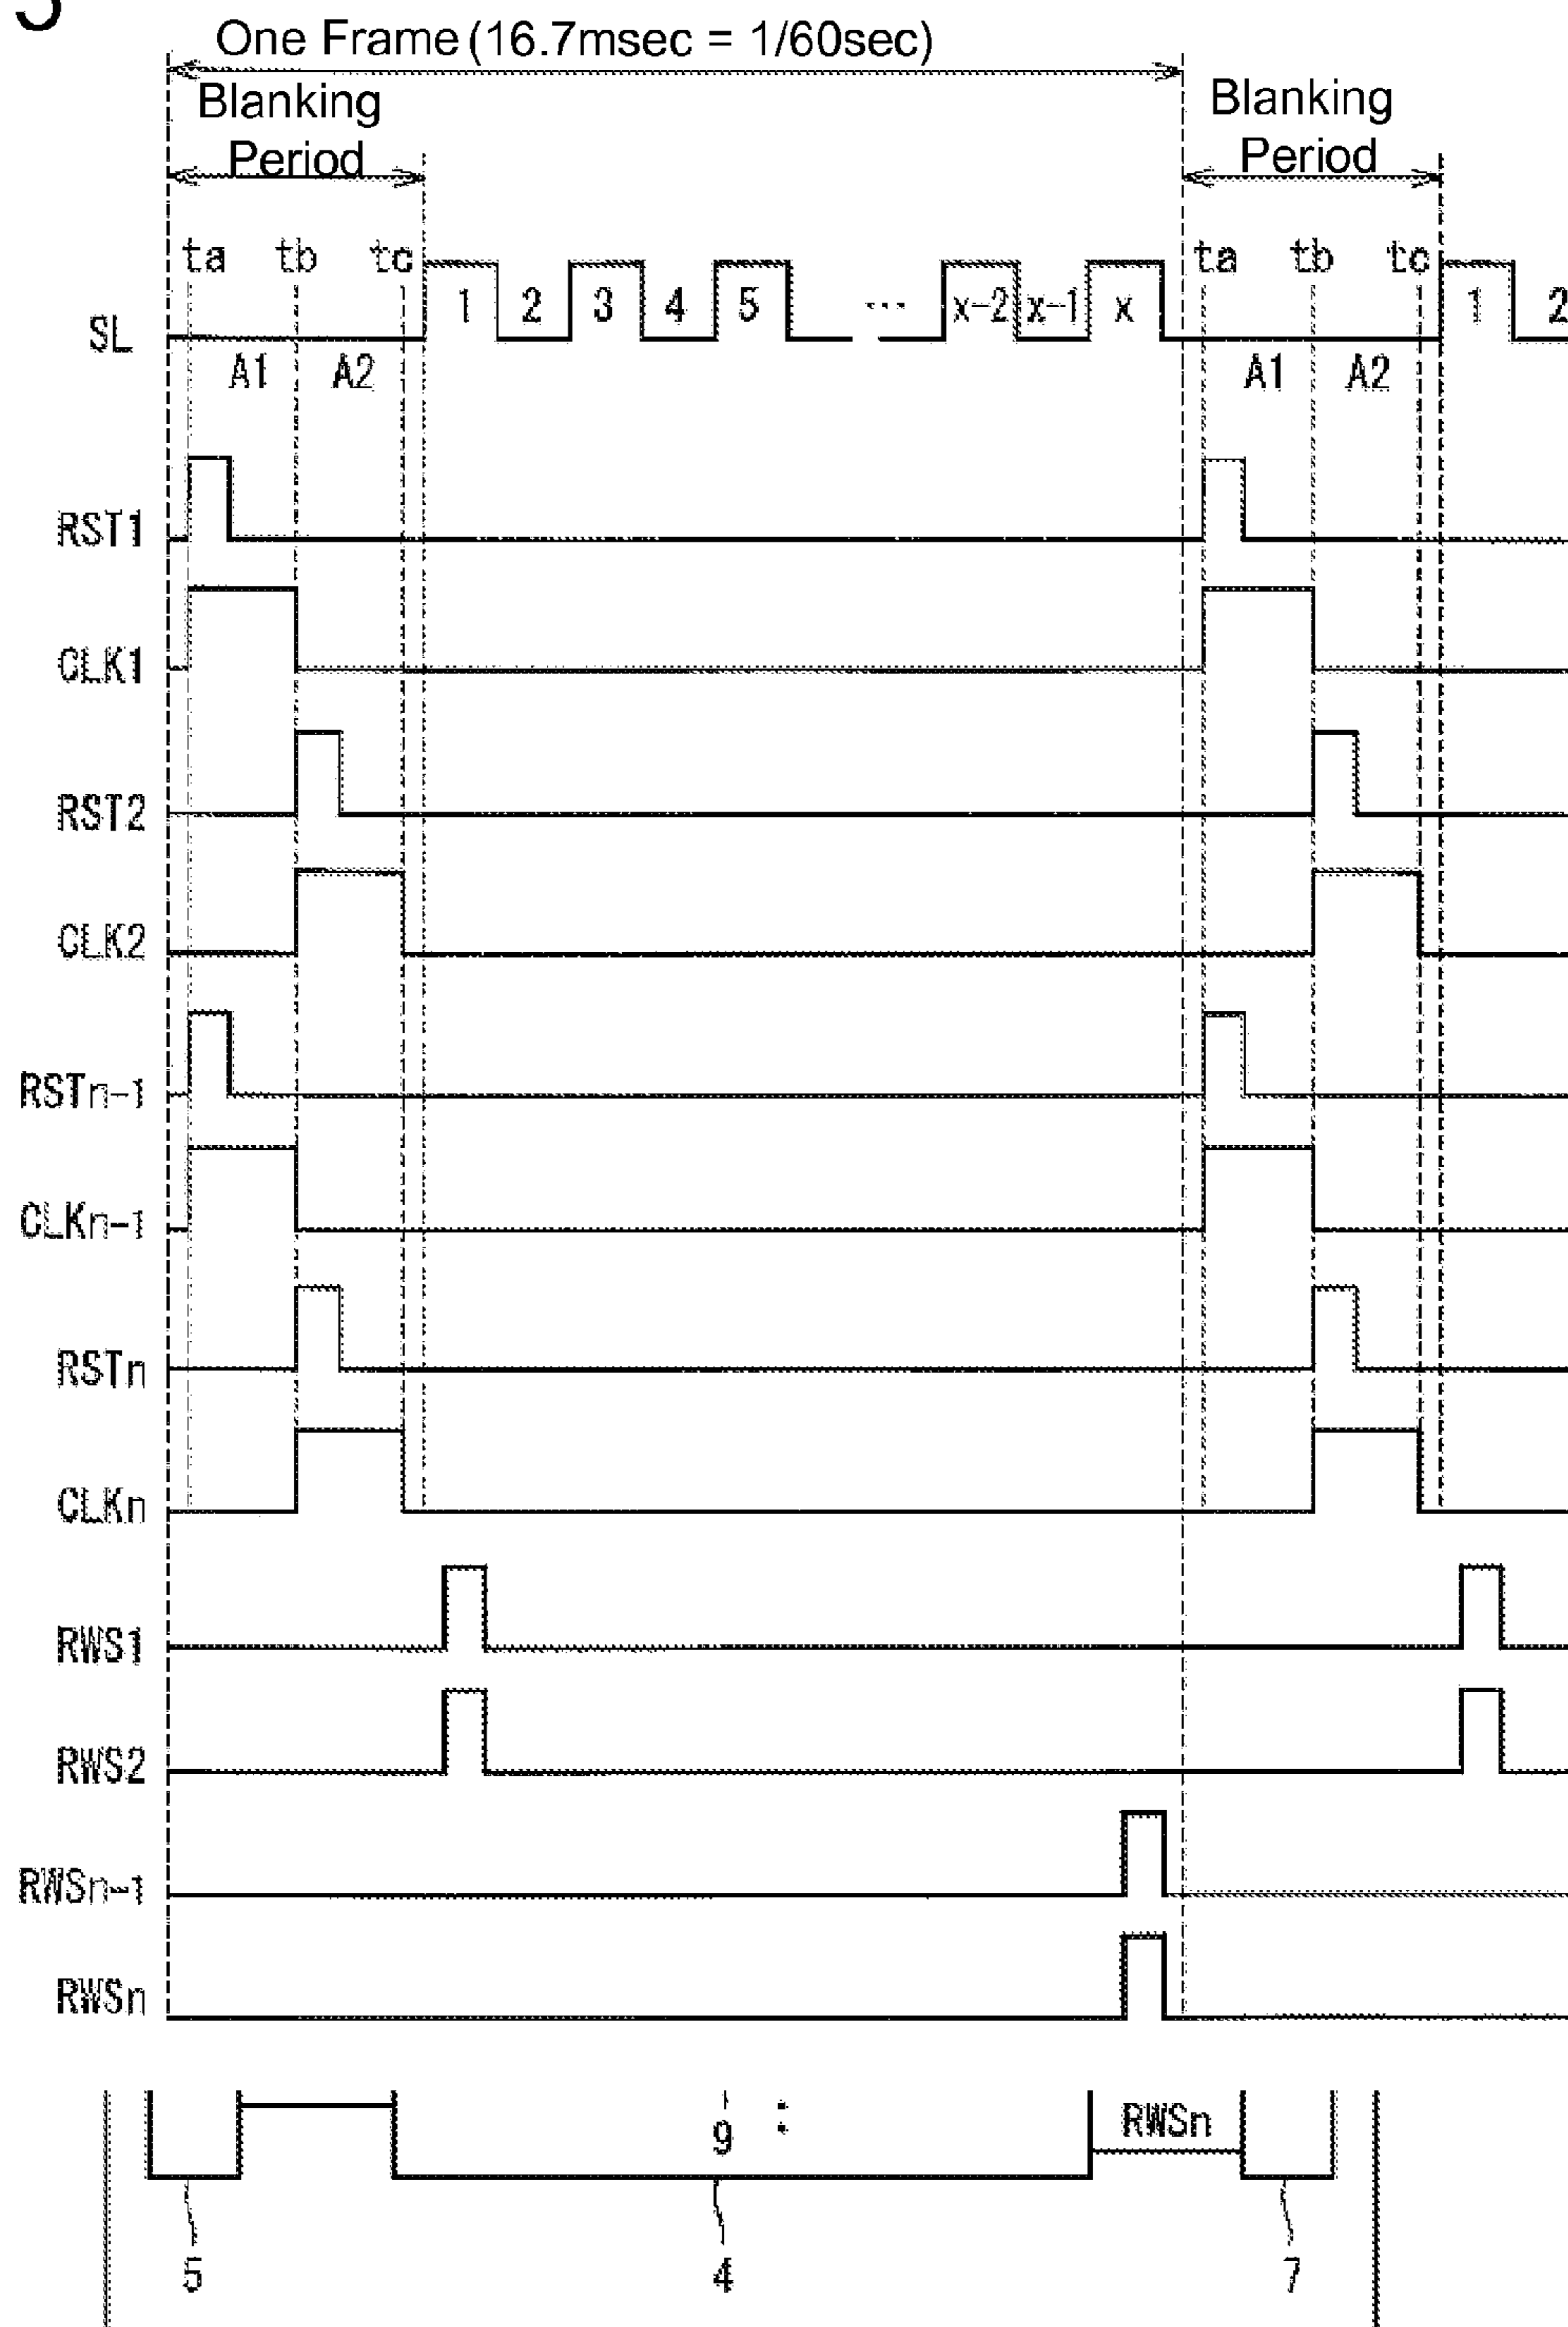 5
One Frame (16.7msec = 1/60sec)
Blanking Period Blanking Period
ta tb tc ta tb tc
SL 1 2 3 4 5 ... x-2 x-1 x 1 2
A1 A2 A1 A2
RST1
CLK1
RST2
CLK2
RSTn-1
CLKn-1
RSTn
CLKn
RWS1
RWS2
RWSn-1
RWSn
9 : RWSn
5 4 7